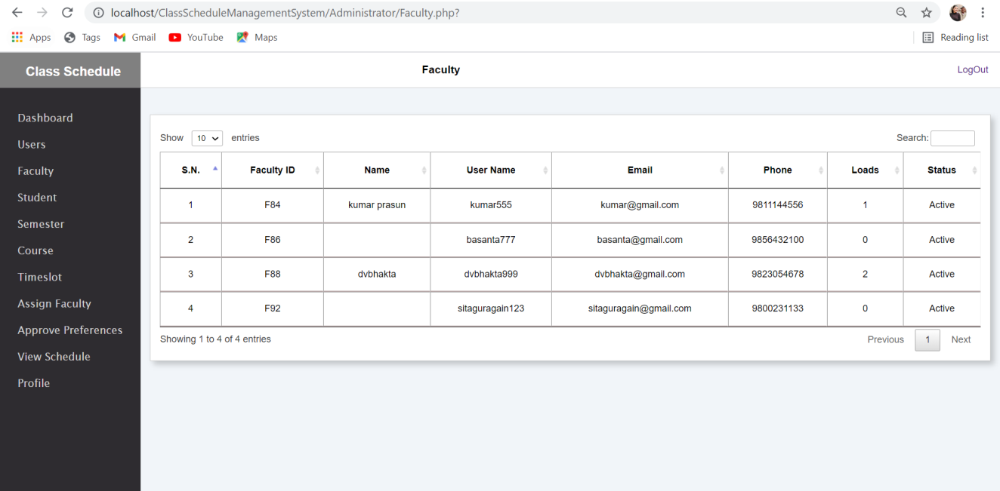 localhost/ClassScheduleManagementSystem/Administrator/Faculty.php?
Apps Tags Gmail YouTube Maps Reading list
Class Schedule Faculty LogOut
Dashboard
Users
Faculty
Student
Semester
Course
Timeslot
Assign Faculty
Approve Preferences
View Schedule
Profile
Show 10 entries Search:
S.N. Faculty ID Name User Name Email Phone Loads Status
1 F84 kumar prasun kumar555 kumar@gmail.com 9811144556 1 Active
2 F86 basanta777 basanta@gmail.com 9856432100 0 Active
3 F88 dvbhakta dvbhakta999 dvbhakta@gmail.com 9823054678 2 Active
4 F92 sitaguragain123 sitaguragain@gmail.com 9800231133 0 Active
Showing 1 to 4 of 4 entries Previous 1 Next